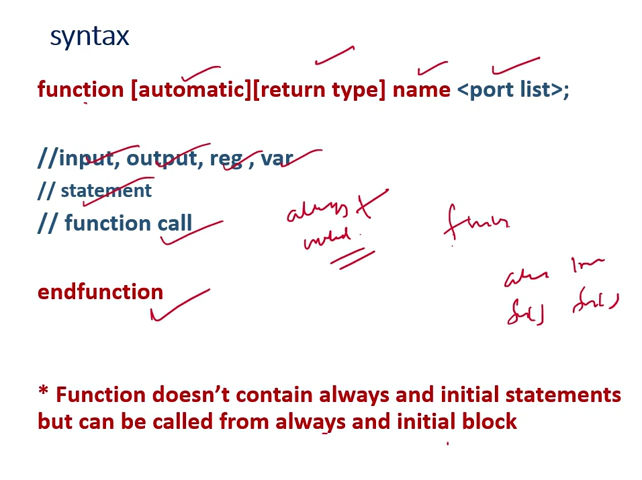 syntax
function [automatic][return type] name <port list>;
//input, output, reg , var
// statement
// function call
always
endfunction
* Function doesn't contain always and initial statements
but can be called from always and initial block